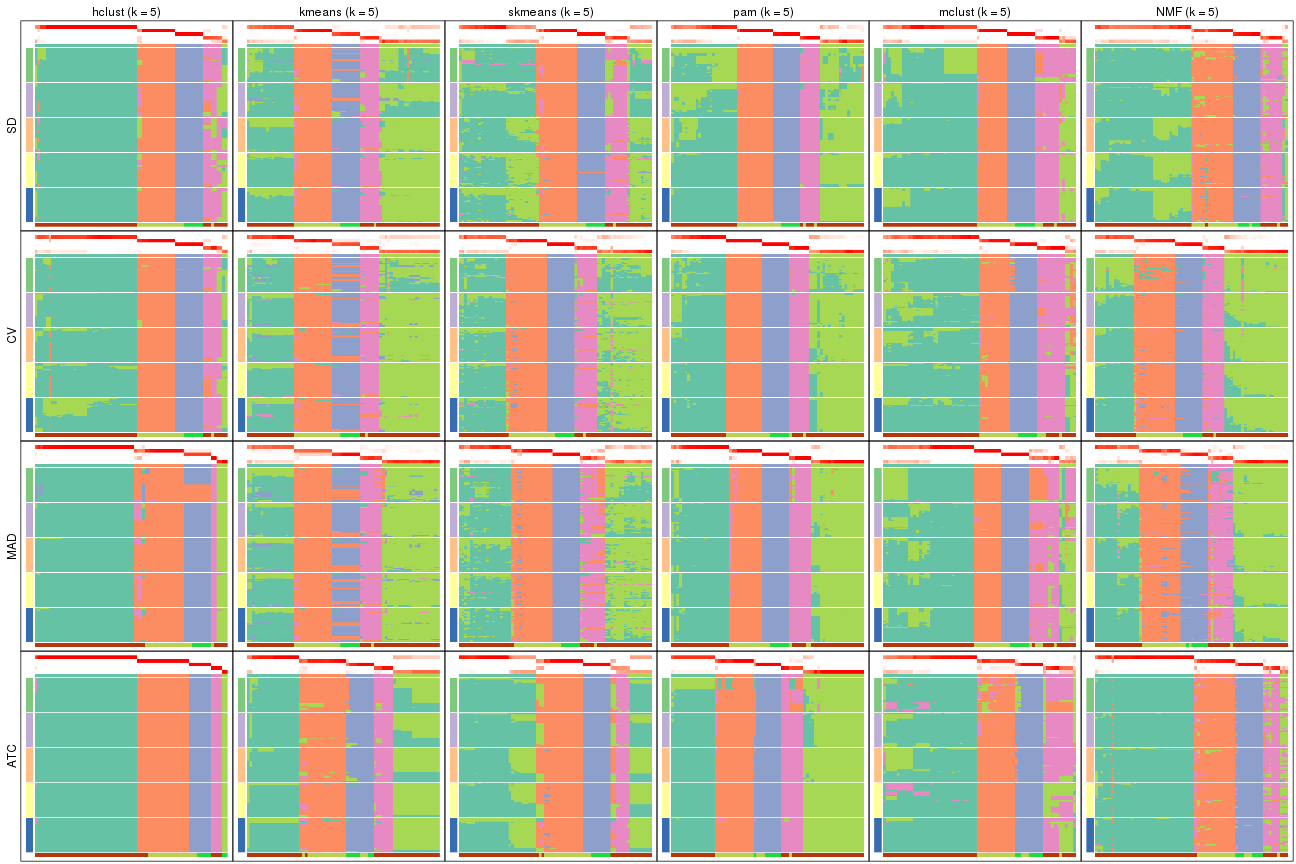 hclust (k = 5) kmeans (k = 5) skmeans (k = 5) pam (k = 5) mclust (k = 5) NMF (k = 5)
SD
CV
MAD
ATC